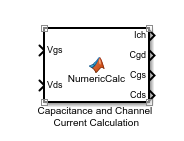 Ich
Vgs
Cgd
NumericCalc
Cgs
Vds
Cds
Capacitance and Channel
Current Calculation